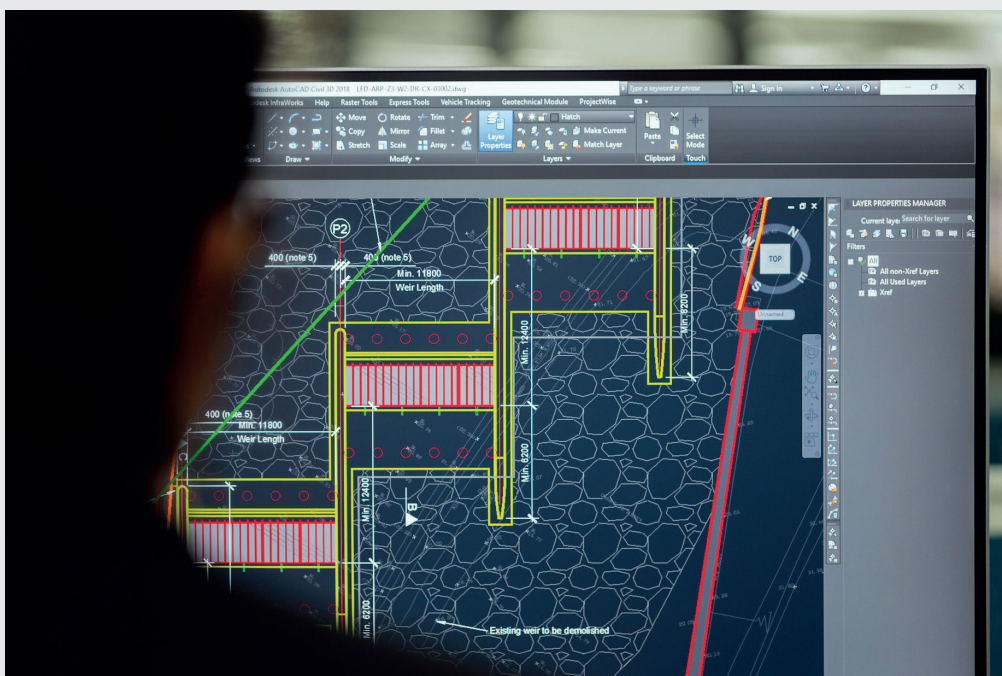 Autodesk AutoCAD Civil 3D 2018 LFD-ARP-Z3-W2-DR-CX-01002.dwg
Type a keyword or phrase
Sign In
InfraWorks Help Raster Tools Express Tools Vehicle Tracking Geotechnical Module ProjectWise
Move Rotate Trim
Copy Mirror Fillet
Stretch Scale Array
Layer
Properties
Hatch
Make Current
Match Layer
Paste
Select
Mode
Draw Modify Layers Clipboard Touch
LAYER PROPERTIES MANAGER
Current layer
Search for layer
Filters
All
All non-Xref Layers
All Used Layers
Xref
N
W
TOP
E
S
Unnamed
P2
400 (note 5)
400 (note 5)
Min. 11800
Weir Length
Min. 12400
8200
400 (note 5)
Min. 11800
Weir Length
C
Min. 12400
Min. 6200
B
Min. 6200
Existing weir to be demolished